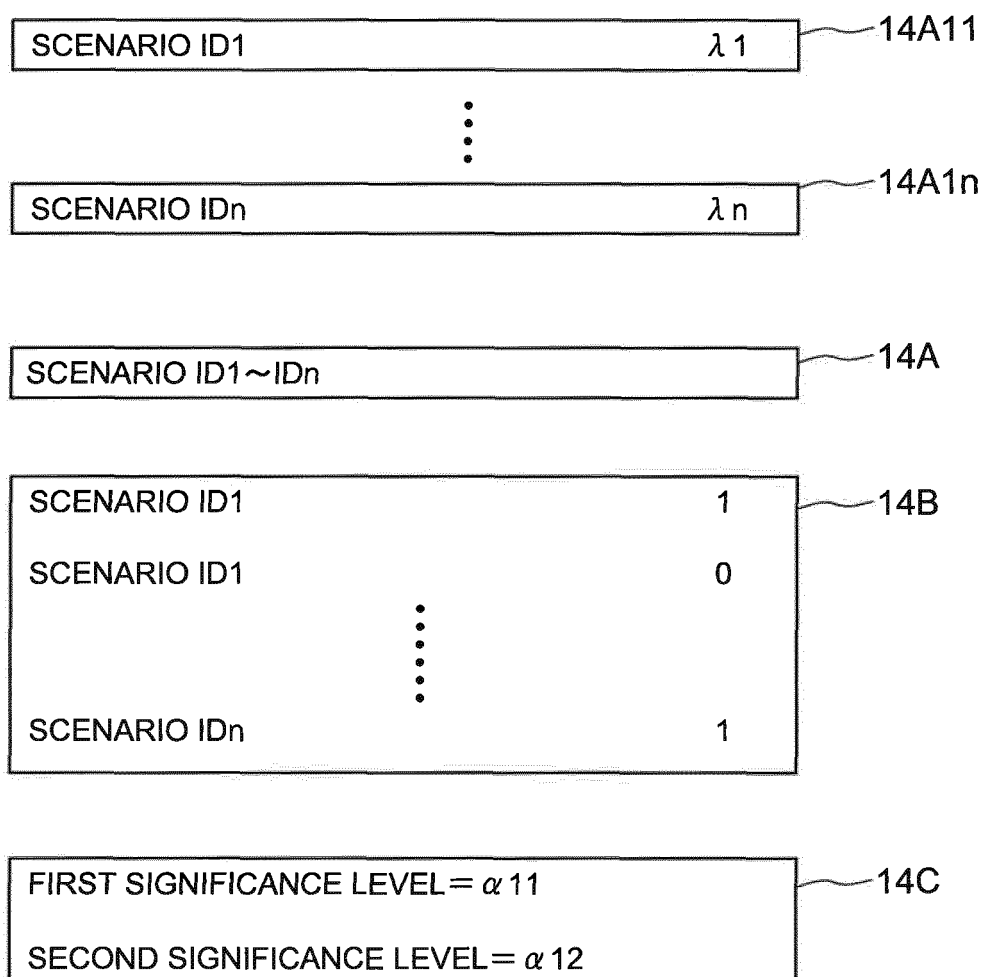 SCENARIO ID1 λ1 14A11
SCENARIO IDn λn 14A1n
SCENARIO ID1~IDn 14A
SCENARIO ID1 1 14B
SCENARIO ID1 0
SCENARIO IDn 1
FIRST SIGNIFICANCE LEVEL=α11 14C
SECOND SIGNIFICANCE LEVEL=α12